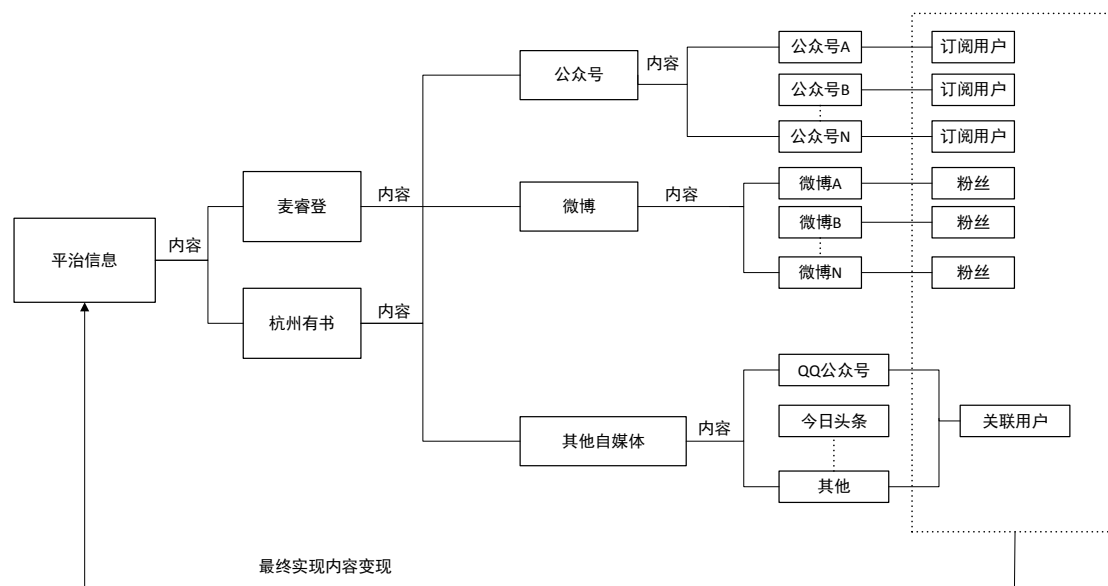 公众号A
订阅用户
公众号
内容
内容
公众号B
订阅用户
公众号N
订阅用户
麦睿登
内容
微博
内容
微博A
粉丝
平治信息
内容
微博B
粉丝
微博N
粉丝
杭州有书
内容
QQ公众号
其他自媒体
内容
今日头条
关联用户
其他
最终实现内容变现